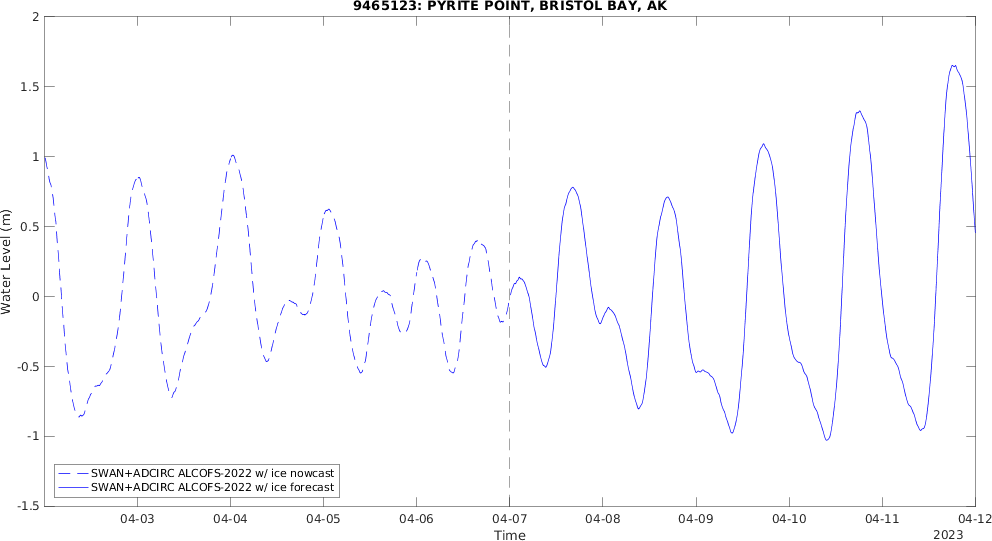 9465123: PYRITE POINT, BRISTOL BAY, AK
2
1.5
1
0.5
0
-0.5
-1
-1.5
Water Level (m)
SWAN+ADCIRC ALCOFS-2022 w/ ice nowcast
SWAN+ADCIRC ALCOFS-2022 w/ ice forecast
04-03 04-04 04-05 04-06 04-07 04-08 04-09 04-10 04-11 04-12
Time
2023